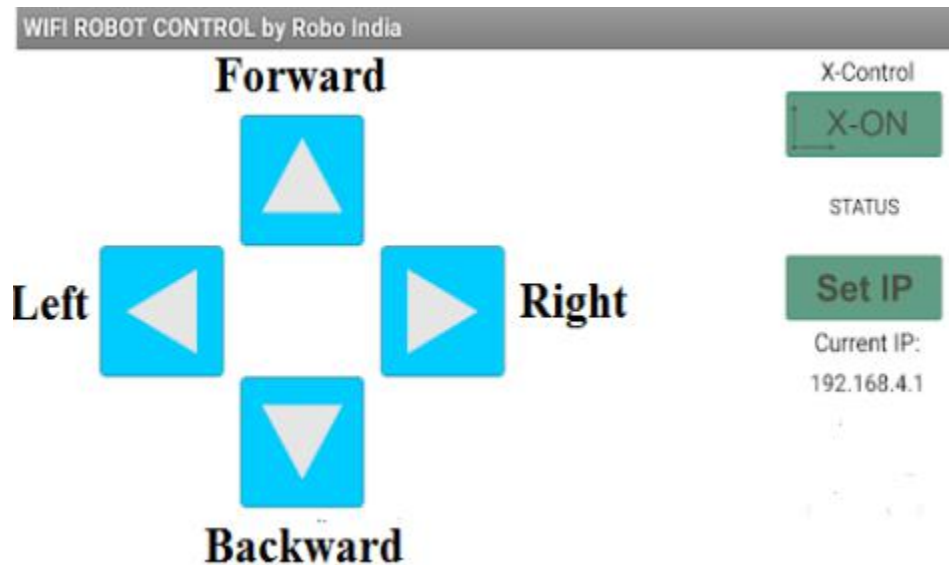 WIFI ROBOT CONTROL by Robo India
Forward
X-Control
X-ON
STATUS
Left
Right
Set IP
Current IP:
192.168.4.1
Backward